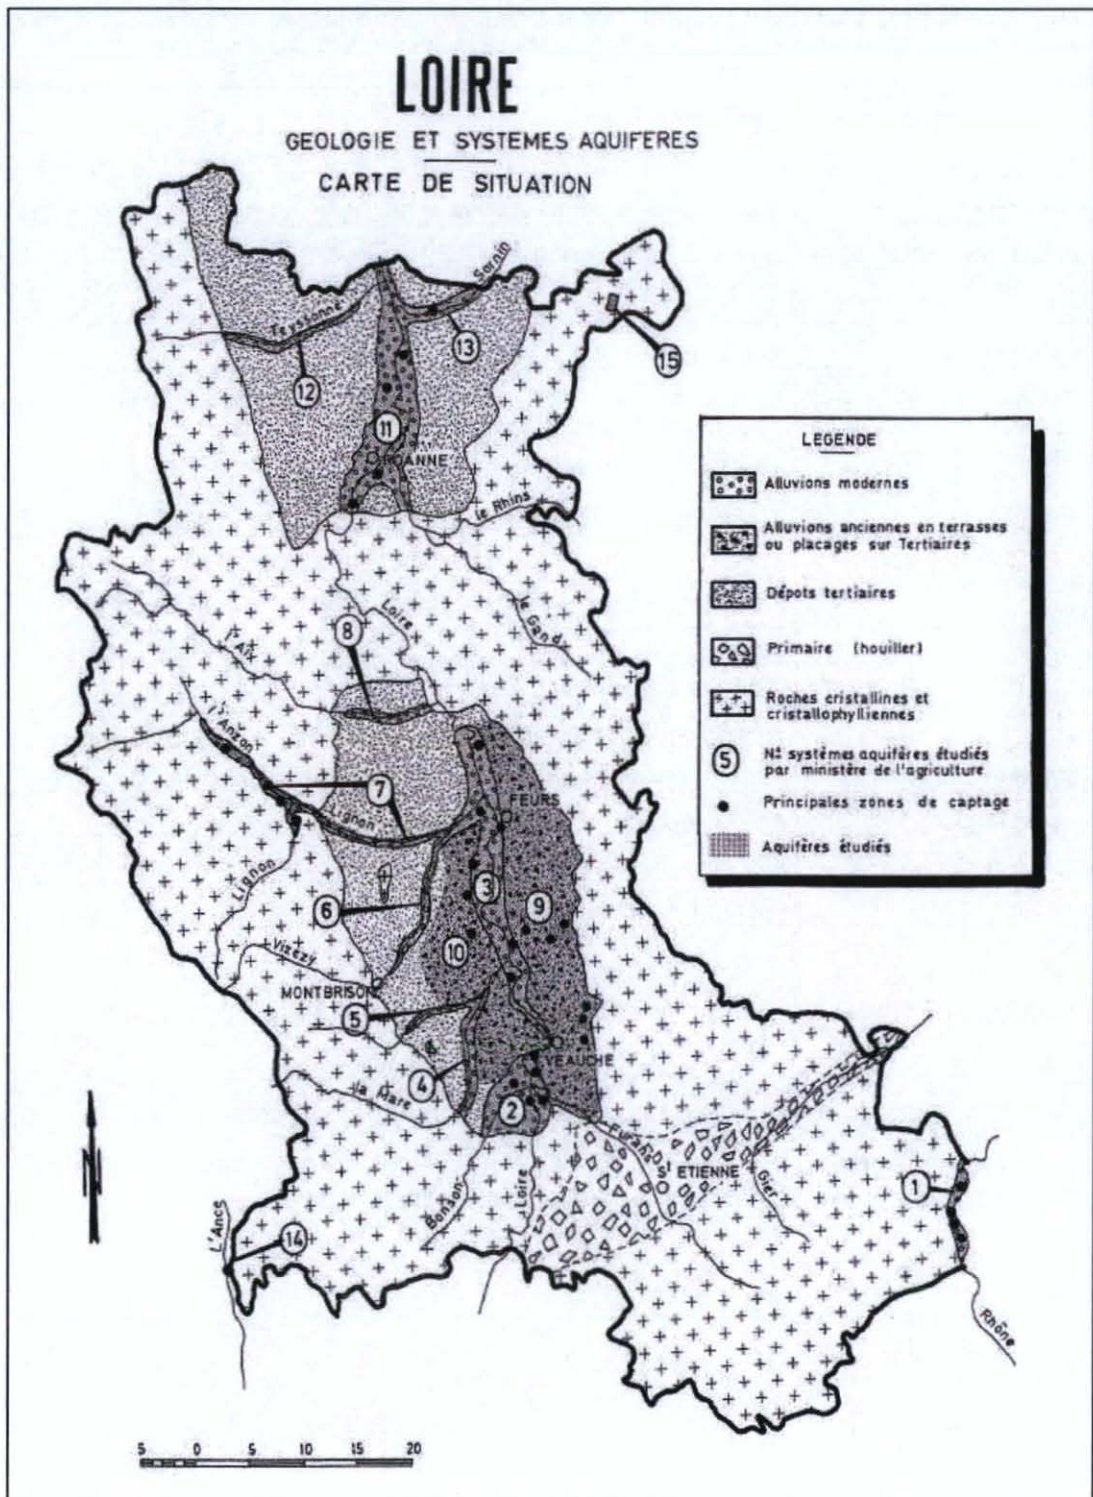 LOIRE
GEOLOGIE ET SYSTEMES AQUIFERES
CARTE DE SITUATION
Sornin
Teyssonne
13
15
12
11
ROANNE
le Rhins
LEGENDE
Alluvions modernes
Alluvions anciennes en terrasses
ou placages sur Tertiaires
Dépots tertiaires
Primaire (houiller)
Roches cristallines et
cristallophylliennes
5
Nos systèmes aquifères étudiés
par ministère de l'agriculture
Principales zones de captage
Aquifères étudiés
Loire
le Gand
8
l'Aix
l'Anzon
7
Lignon
FEURS
Lignon
3
6
9
10
Vizezy
MONTBRISON
5
VEAUCHE
4
la Mare
2
Furans
St ETIENNE
Gier
1
Bonson
Loire
L'Ance
14
Rhône
N
5 0 5 10 15 20